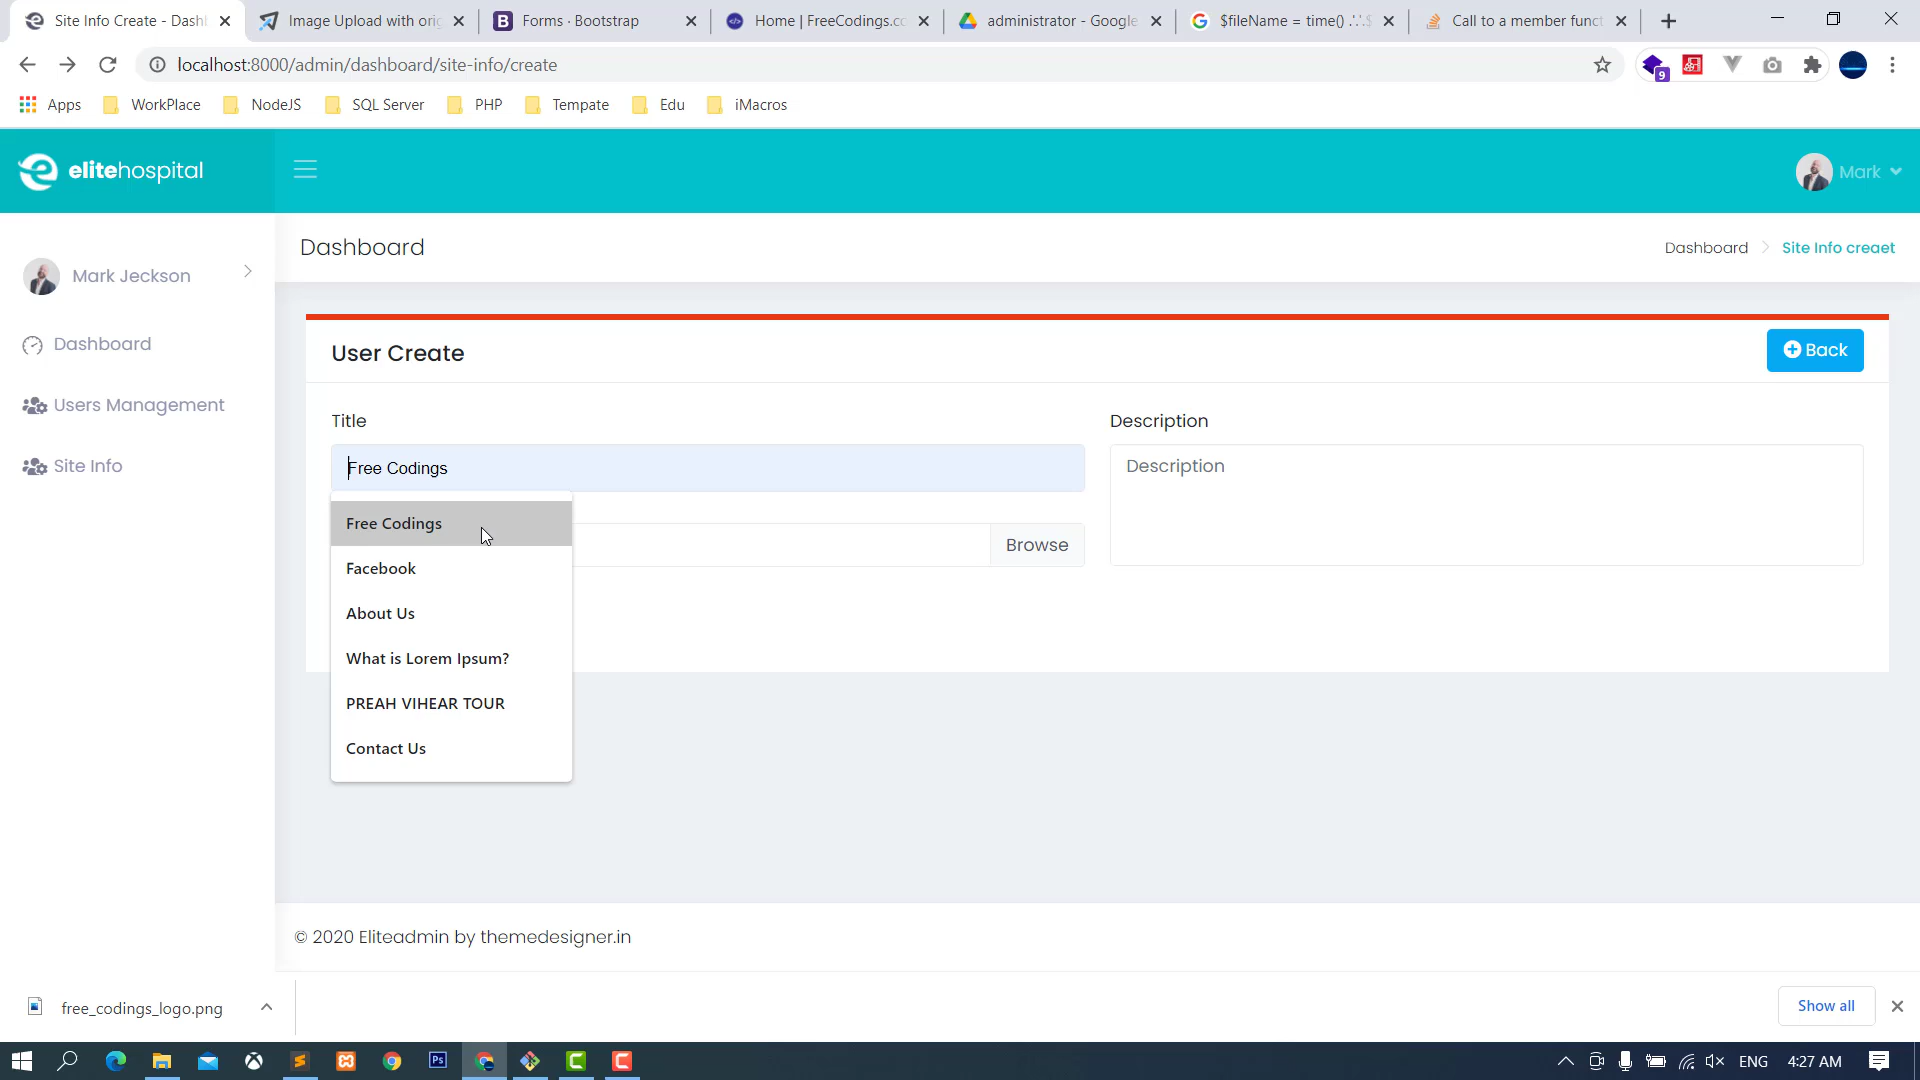 Site Info Create - Dashb
Image Upload with orig
Forms · Bootstrap
Home | FreeCodings.co
administrator - Google
$fileName = time() .'.'.$
Call to a member funct
localhost:8000/admin/dashboard/site-info/create
9
Apps
WorkPlace
NodeJS
SQL Server
PHP
Tempate
Edu
iMacros
elitehospital
Mark
Mark Jeckson
Dashboard
Users Management
Site Info
Dashboard
Dashboard
Site Info creaet
User Create
Back
Title
Free Codings
Description
Description
Browse
Free Codings
Facebook
About Us
What is Lorem Ipsum?
PREAH VIHEAR TOUR
Contact Us
© 2020 Eliteadmin by themedesigner.in
free_codings_logo.png
Show all
Ps
ENG
4:27 AM